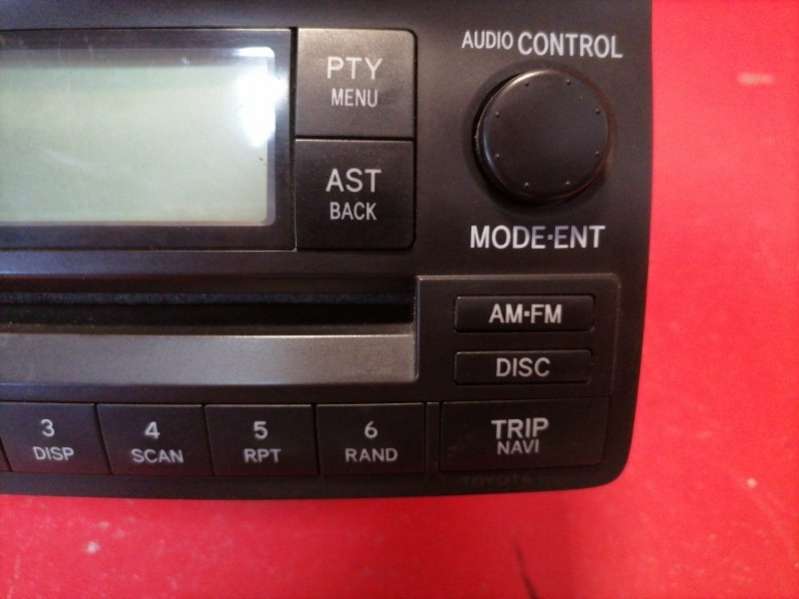 AUDIO CONTROL
PTY
MENU
AST
BACK
MODE·ENT
AM·FM
DISC
3
DISP
4
SCAN
5
RPT
6
RAND
TRIP
NAVI
TOYOTA